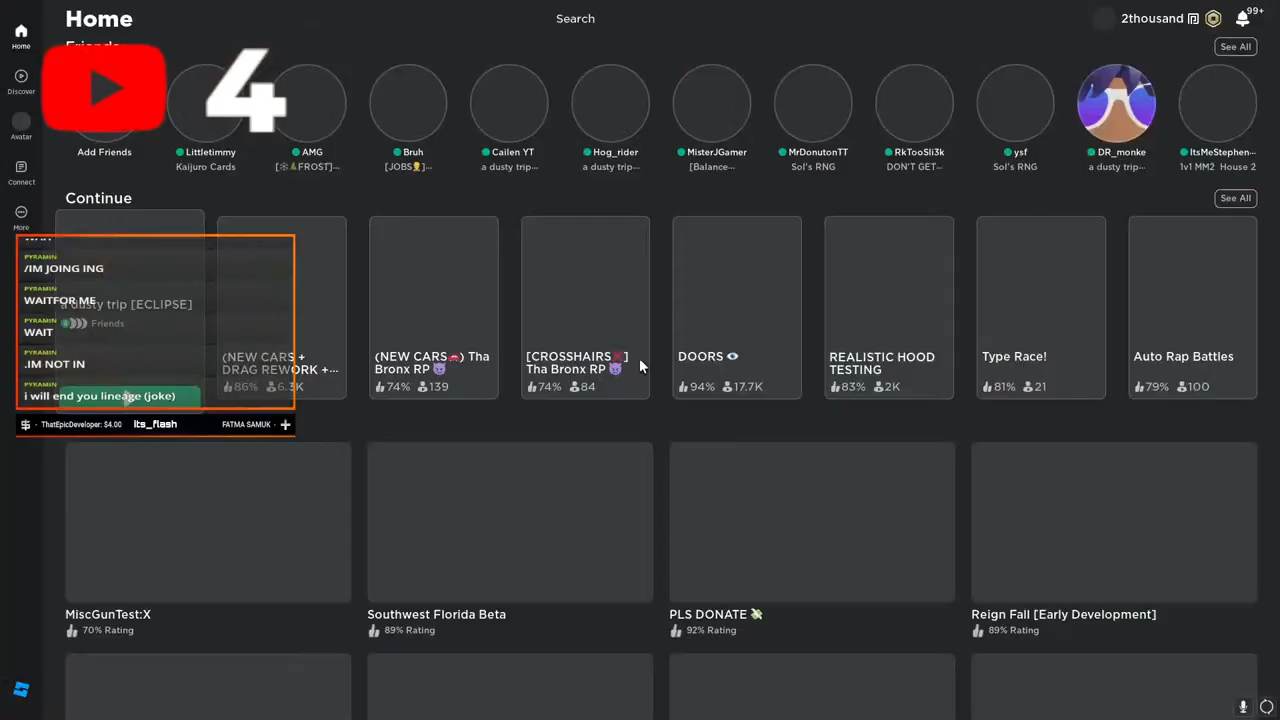 Home
Search
2thousand
99+
Home
Friends
See All
4
Discover
Avatar
Connect
More
Add Friends
Littletimmy
Kaijuro Cards
AMG
[❄️🎄FROST]...
Bruh
[JOBS👷]...
Cailen YT
a dusty trip...
Hog_rider
a dusty trip...
MisterJGamer
[Balance...
MrDonutonTT
Sol's RNG
RkTooSli3k
DON'T GET...
ysf
Sol's RNG
DR_monke
a dusty trip...
ItsMeStephen...
1v1 MM2 House 2
Continue
See All
WAIT
PYRAMIN
/IM JOING ING
PYRAMIN
WAITFOR ME
PYRAMIN
WAIT
PYRAMIN
.IM NOT IN
PYRAMIN
i will end you lineage (joke)
a dusty trip [ECLIPSE]
Friends
ThatEpicDeveloper: $4.00
its_flash
FATMA SAMUK
(NEW CARS +
DRAG REWORK +...
86% 6.3K
(NEW CARS🚗) Tha
Bronx RP 😈
74% 139
[CROSSHAIRS❌]
Tha Bronx RP 😈
74% 84
DOORS 👁️
94% 17.7K
REALISTIC HOOD
TESTING
83% 2K
Type Race!
81% 21
Auto Rap Battles
79% 100
MiscGunTest:X
70% Rating
Southwest Florida Beta
89% Rating
PLS DONATE 💸
92% Rating
Reign Fall [Early Development]
89% Rating